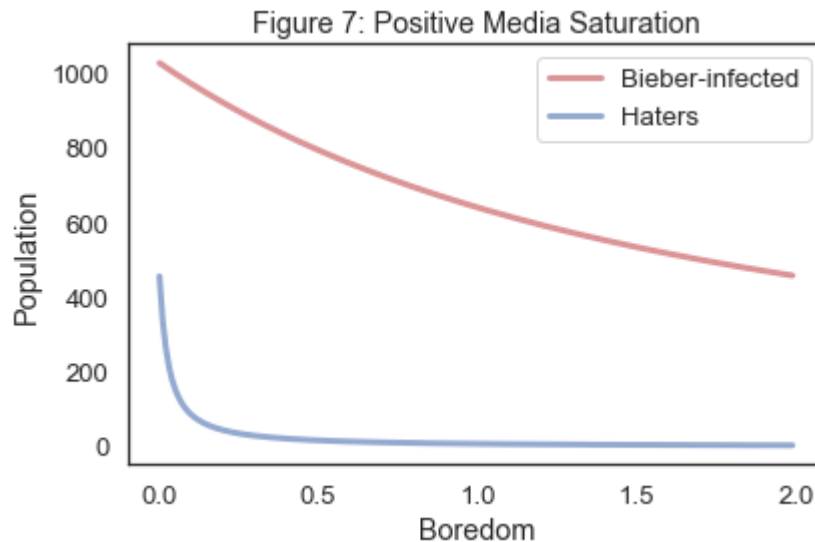 Figure 7: Positive Media Saturation
Bieber-infected
Haters
Population
1000
800
600
400
200
0
0.0 0.5 1.0 1.5 2.0
Boredom